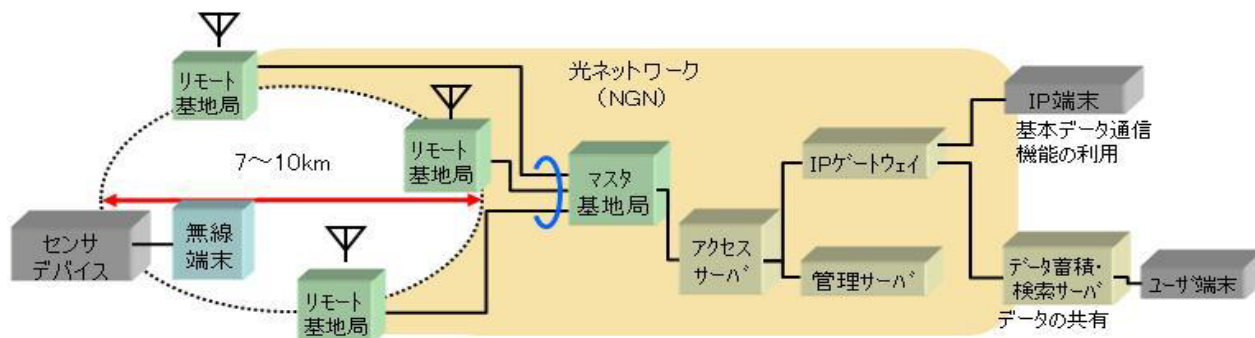 リモート
基地局
光ネットワーク
(NGN)
IP端末
基本データ通信
機能の利用
リモート
基地局
7~10km
マスタ
基地局
IPゲートウェイ
センサ
デバイス
無線
端末
アクセス
サーバ
リモート
基地局
管理サーバ
データ蓄積・
検索サーバ
データの共有
ユーザ端末